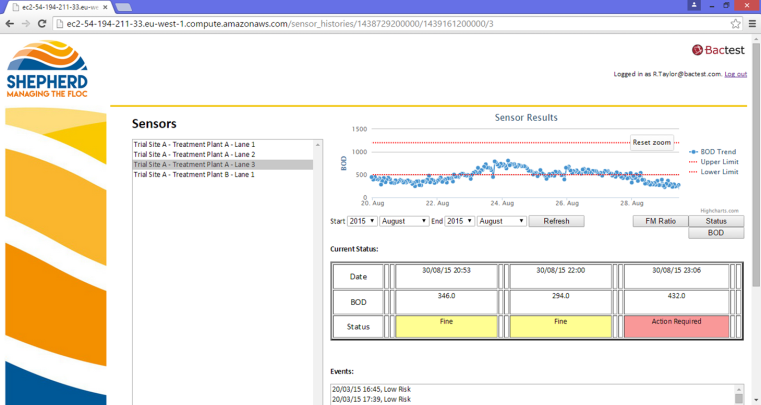 ec2-54-194-211-33.eu-we
ec2-54-194-211-33.eu-west-1.compute.amazonaws.com/sensor_histories/1438729200000/1439161200000/3
SHEPHERD
MANAGING THE FLOC
Bactest
Logged in as R.Taylor@bactest.com. Log out
Sensors
Trial Site A - Treatment Plant A - Lane 1
Trial Site A - Treatment Plant A - Lane 2
Trial Site A - Treatment Plant A - Lane 3
Trial Site A - Treatment Plant B - Lane 1
Sensor Results
1500
1000
500
0
BOD
Reset zoom
BOD Trend
Upper Limit
Lower Limit
20. Aug 22. Aug 24. Aug 26. Aug 28. Aug
Highcharts.com
Start 2015 August End 2015 August Refresh FM Ratio Status
BOD
Current Status:
Date 30/08/15 20:53 30/08/15 22:00 30/08/15 23:06
BOD 346.0 294.0 432.0
Status Fine Fine Action Required
Events:
20/03/15 16:45, Low Risk
20/03/15 17:39, Low Risk